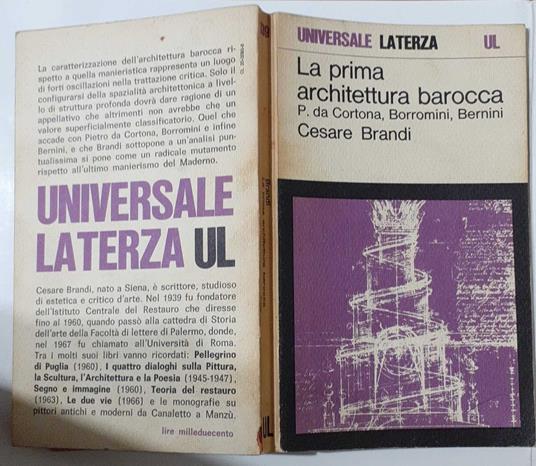 La caratterizzazione dell'architettura barocca ri-
spetto a quella manieristica rappresenta un luogo
di forti oscillazioni nella trattazione critica. Solo il
configurarsi della spazialità architettonica a livel-
lo di struttura profonda dovrà dare ragione di un
appellativo che altrimenti non avrebbe che un
valore superficialmente classificatorio. Quel che
accade con Pietro da Cortona, Borromini e infine
Bernini, e che Brandi sottopone a un'analisi pun-
tualissima si pone come un radicale mutamento
rispetto all'ultimo manierismo del Maderno.
UNIVERSALE
LATERZA UL
Cesare Brandi, nato a Siena, è scrittore, studioso
di estetica e critico d'arte. Nel 1939 fu fondatore
dell'Istituto Centrale del Restauro che diresse
fino al 1960, quando passò alla cattedra di Storia
dell'arte della Facoltà di lettere di Palermo, donde,
nel 1967 fu chiamato all'Università di Roma.
Tra i molti suoi libri vanno ricordati: Pellegrino
di Puglia (1960), I quattro dialoghi sulla Pittura,
la Scultura, l'Architettura e la Poesia (1945-1947),
Segno e immagine (1960), Teoria del restauro
(1963), Le due vie (1966) e le monografie su
pittori antichi e moderni da Canaletto a Manzù.
lire milleduecento
UL
UNIVERSALE LATERZA UL
La prima
architettura barocca
P. da Cortona, Borromini, Bernini
Cesare Brandi